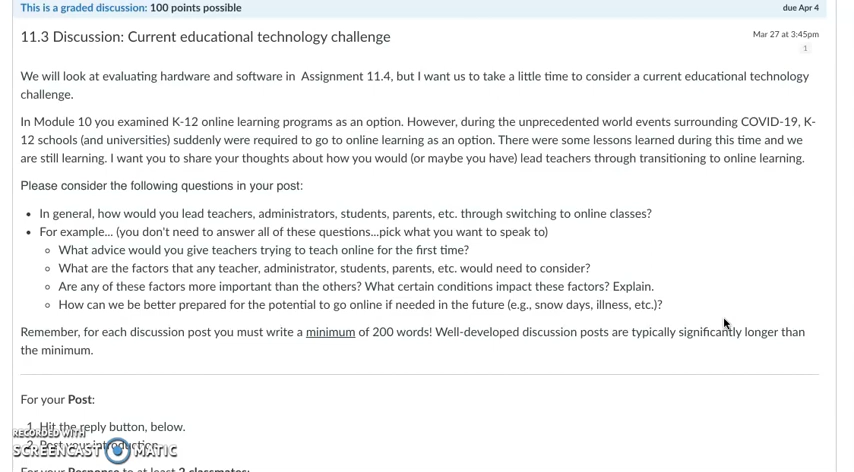 This is a graded discussion: 100 points possible
due Apr 4
11.3 Discussion: Current educational technology challenge
Mar 27 at 3:45pm
1
We will look at evaluating hardware and software in Assignment 11.4, but I want us to take a little time to consider a current educational technology
challenge.
In Module 10 you examined K-12 online learning programs as an option. However, during the unprecedented world events surrounding COVID-19, K-
12 schools (and universities) suddenly were required to go to online learning as an option. There were some lessons learned during this time and we
are still learning. I want you to share your thoughts about how you would (or maybe you have) lead teachers through transitioning to online learning.
Please consider the following questions in your post:
• In general, how would you lead teachers, administrators, students, parents, etc. through switching to online classes?
• For example... (you don't need to answer all of these questions...pick what you want to speak to)
◦ What advice would you give teachers trying to teach online for the first time?
◦ What are the factors that any teacher, administrator, students, parents, etc. would need to consider?
◦ Are any of these factors more important than the others? What certain conditions impact these factors? Explain.
◦ How can we be better prepared for the potential to go online if needed in the future (e.g., snow days, illness, etc.)?
Remember, for each discussion post you must write a minimum of 200 words! Well-developed discussion posts are typically significantly longer than
the minimum.
For your Post:
1. Hit the reply button, below.
2. Post your introduction.
RECORDED WITH
SCREENCAST MATIC
For your Response to at least 2 classmates: